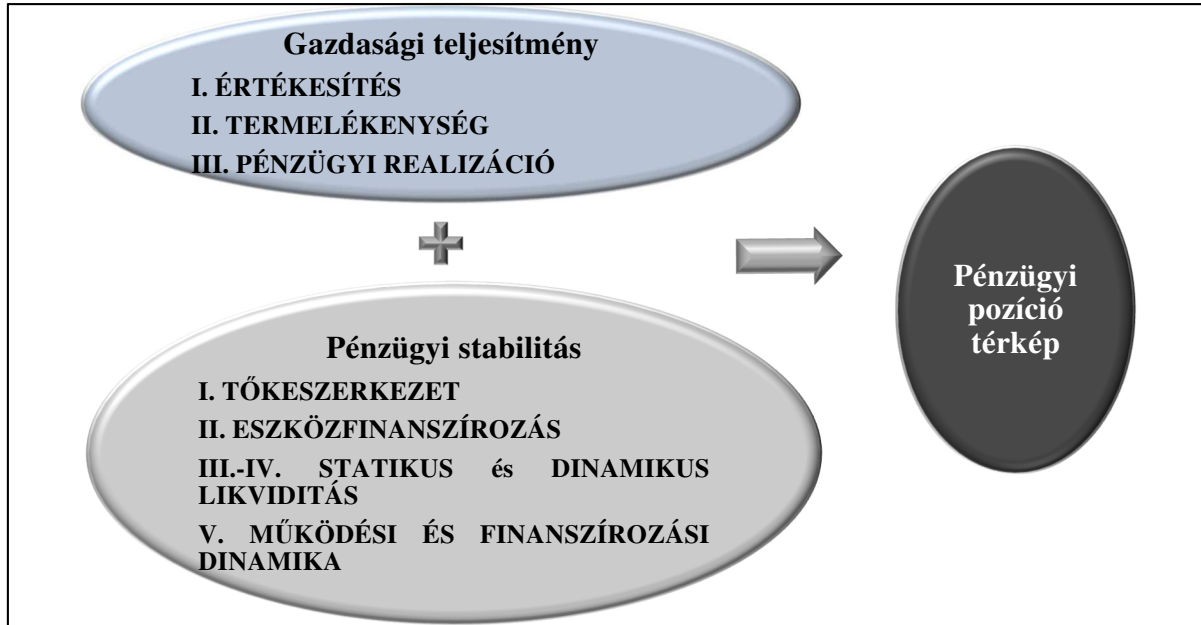 Gazdasági teljesítmény
I. ÉRTÉKESÍTÉS
II. TERMELÉKENYSÉG
III. PÉNZÜGYI REALIZÁCIÓ
Pénzügyi stabilitás
I. TŐKESZERKEZET
II. ESZKÖZFINANSZÍROZÁS
III.-IV. STATIKUS és DINAMIKUS
LIKVIDITÁS
V. MŰKÖDÉSI ÉS FINANSZÍROZÁSI
DINAMIKA
Pénzügyi
pozíció
térkép